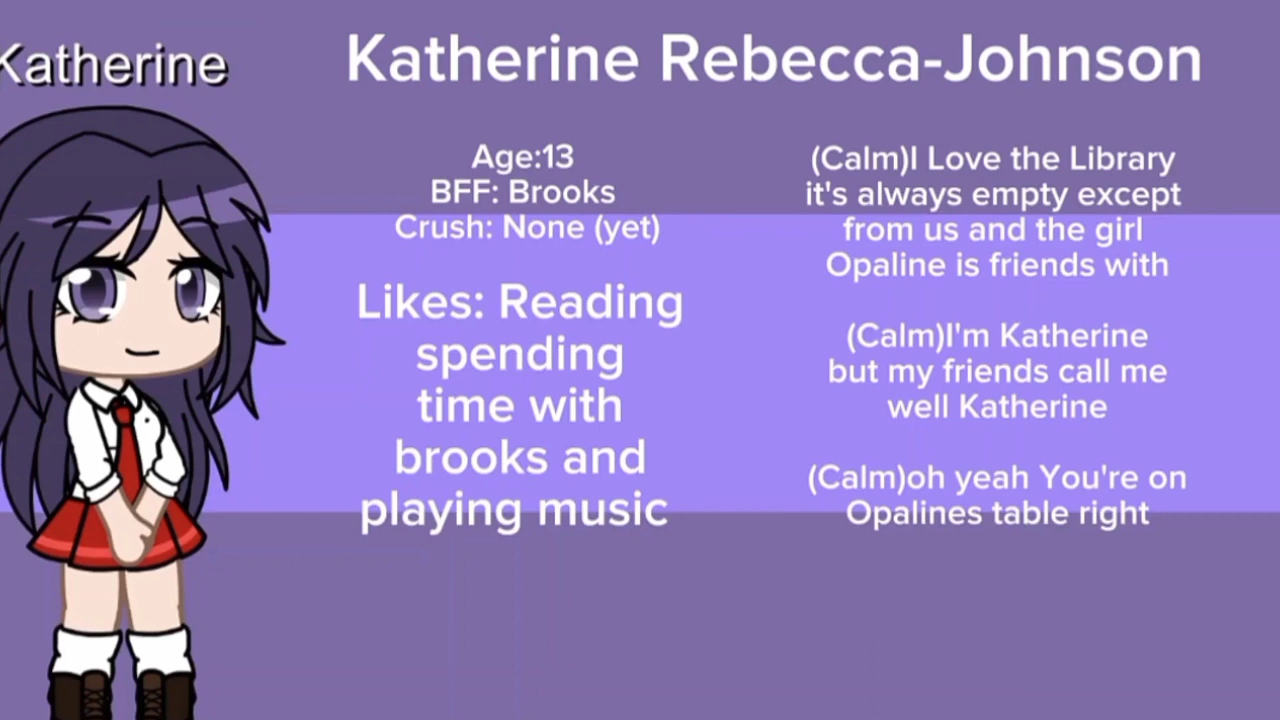 Katherine
Katherine Rebecca-Johnson
Age:13
BFF: Brooks
Crush: None (yet)
Likes: Reading
spending
time with
brooks and
playing music
(Calm)I Love the Library
it's always empty except
from us and the girl
Opaline is friends with
(Calm)I'm Katherine
but my friends call me
well Katherine
(Calm)oh yeah You're on
Opalines table right